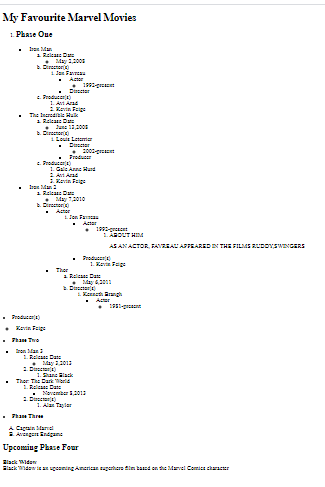 My Favourite Marvel Movies
1. Phase One
Iron Man
a. Release Date
May 2,2008
b. Director(s)
1. Jon Favreau
Actor
1992-present
Director
c. Producer(s)
1. Avi Arad
2. Kevin Feige
The Incredible Hulk
a. Release Date
June 13,2008
b. Director(s)
1. Louis Leterrier
Director
2002-present
Producer
c. Producer(s)
1. Gale Anne Hurd
2. Avi Arad
3. Kevin Feige
Iron Man 2
a. Release Date
May 7,2010
b. Director(s)
Actor
1. Jon Favreau
Actor
1992-present
1. ABOUT HIM
AS AN ACTOR, FAVREAU APPEARED IN THE FILMS RUDDY,SWINGERS
Producer(s)
1. Kevin Feige
Thor
a. Release Date
May 6,2011
b. Director(s)
1. Kenneth Brangh
Actor
1981-present
Producer(s)
Kevin Feige
Phase Two
Iron Man 3
1. Release Date
May 3,2013
2. Director(s)
1. Shane Black
Thor: The Dark World
1. Release Date
November 8,2013
2. Director(s)
1. Alan Taylor
Phase Three
A. Captain Marvel
B. Avengers Endgame
Upcoming Phase Four
Black Widow
Black Widow is an upcoming American superhero film based on the Marvel Comics character